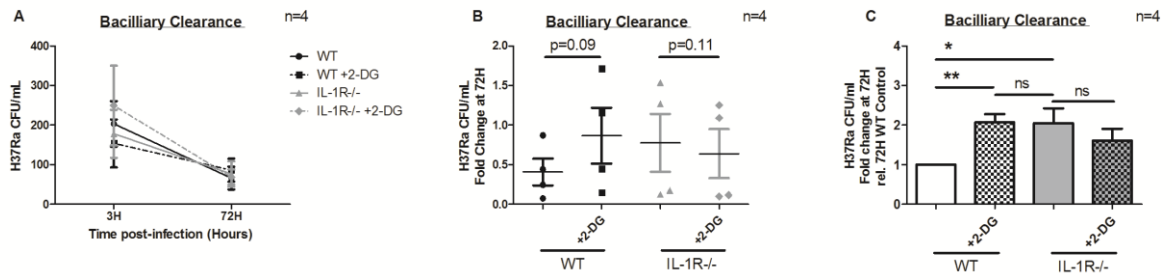 A
Bacilliary Clearance
n=4
H37Ra CFU/mL
400
300
200
100
0
3H
72H
Time post-infection (Hours)
WT
WT +2-DG
IL-1R-/-
IL-1R-/- +2-DG
B
Bacilliary Clearance
n=4
H37Ra CFU/mL
Fold Change at 72H
2.0
1.5
1.0
0.5
0.0
p=0.09
p=0.11
+2-DG
+2-DG
WT
IL-1R-/-
C
Bacilliary Clearance
n=4
H37Ra CFU/ml
Fold change at 72H
rel. 72H WT Control
4
3
2
1
0
*
**
ns
ns
+2-DG
+2-DG
WT
IL-1R-/-